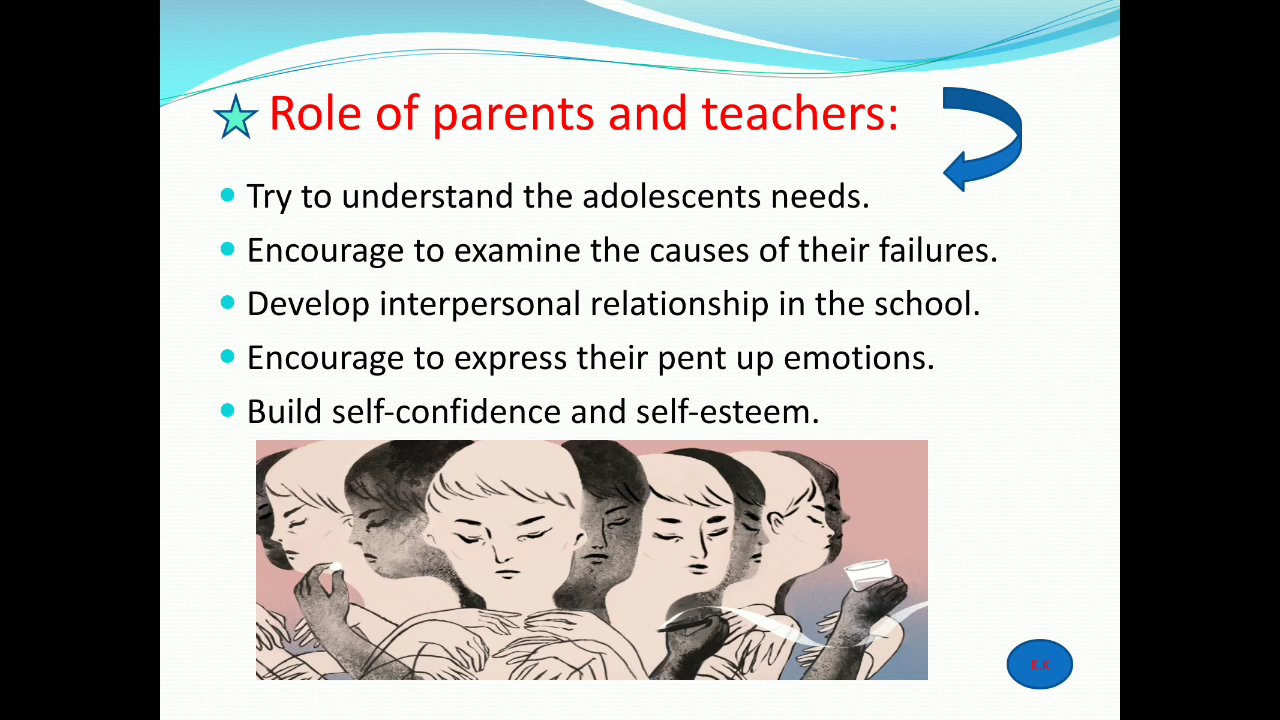 Role of parents and teachers:
Try to understand the adolescents needs.
Encourage to examine the causes of their failures.
Develop interpersonal relationship in the school.
Encourage to express their pent up emotions.
Build self-confidence and self-esteem.
K.K